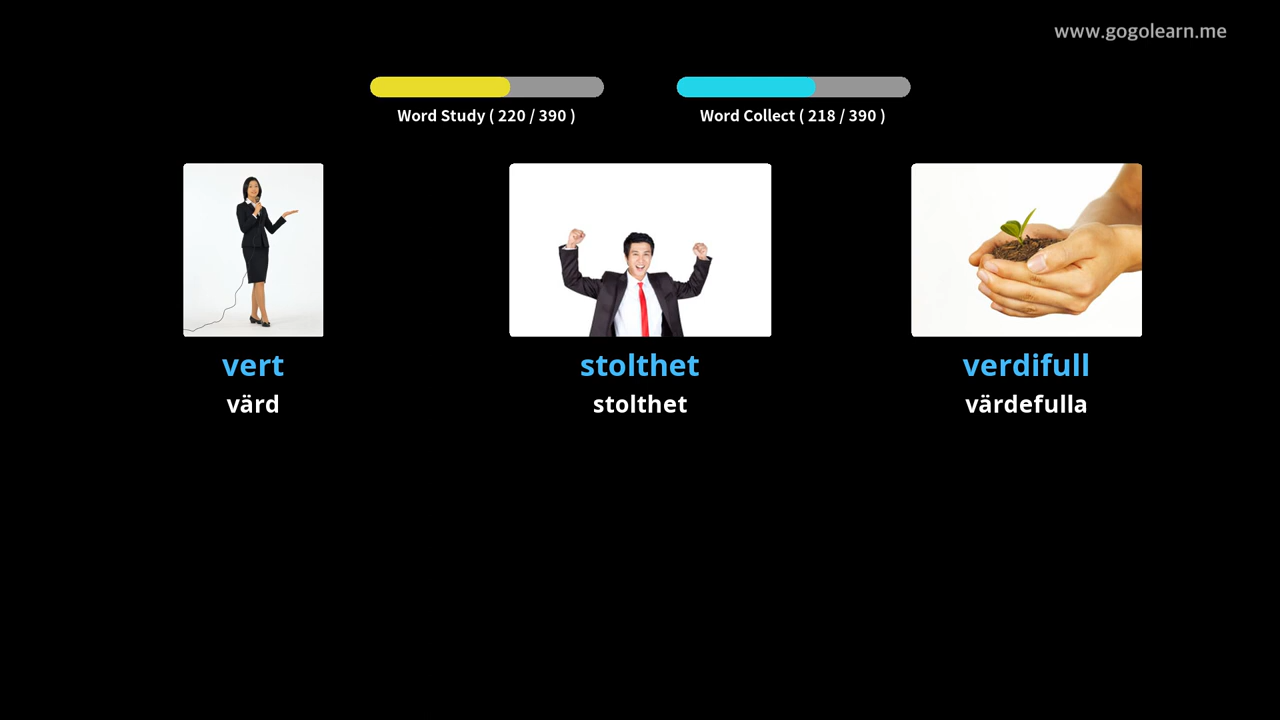 www.gogolearn.me
Word Study ( 220 / 390 )
Word Collect ( 218 / 390 )
vert
värd
stolthet
stolthet
verdifull
värdefulla